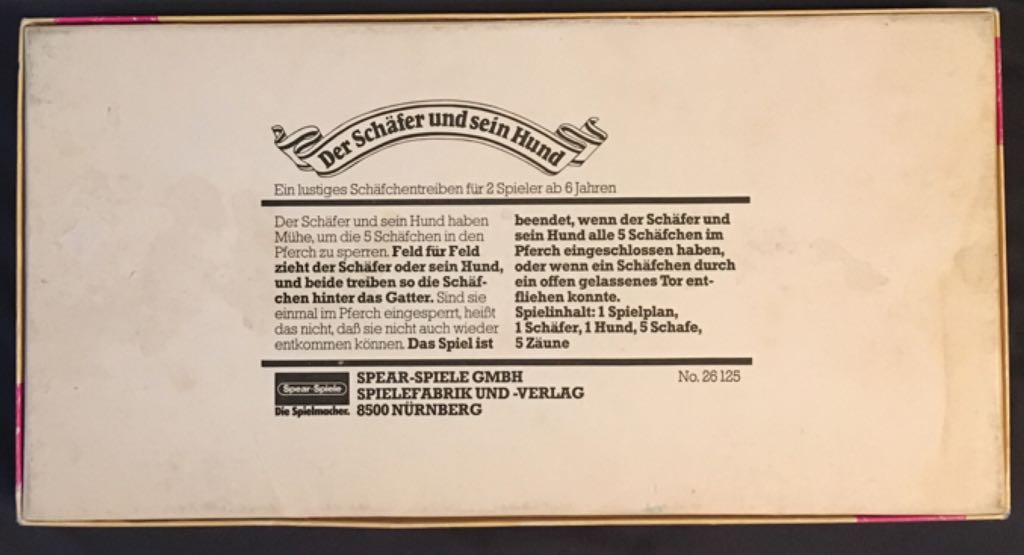 Der Schäfer und sein Hund
Ein lustiges Schäfchentreiben für 2 Spieler ab 6 Jahren
Der Schäfer und sein Hund haben
Mühe, um die 5 Schäfchen in den
Pferch zu sperren. Feld für Feld
zieht der Schäfer oder sein Hund,
und beide treiben so die Schäf-
chen hinter das Gatter. Sind sie
einmal im Pferch eingesperrt, heißt
das nicht, daß sie nicht auch wieder
entkommen können. Das Spiel ist
beendet, wenn der Schäfer und
sein Hund alle 5 Schäfchen im
Pferch eingeschlossen haben,
oder wenn ein Schäfchen durch
ein offen gelassenes Tor ent-
fliehen konnte.
Spielinhalt: 1 Spielplan,
1 Schäfer, 1 Hund, 5 Schafe,
5 Zäune
Spear-Spiele
Die Spielmacher.
SPEAR-SPIELE GMBH
SPIELEFABRIK UND -VERLAG
8500 NÜRNBERG
No. 26125